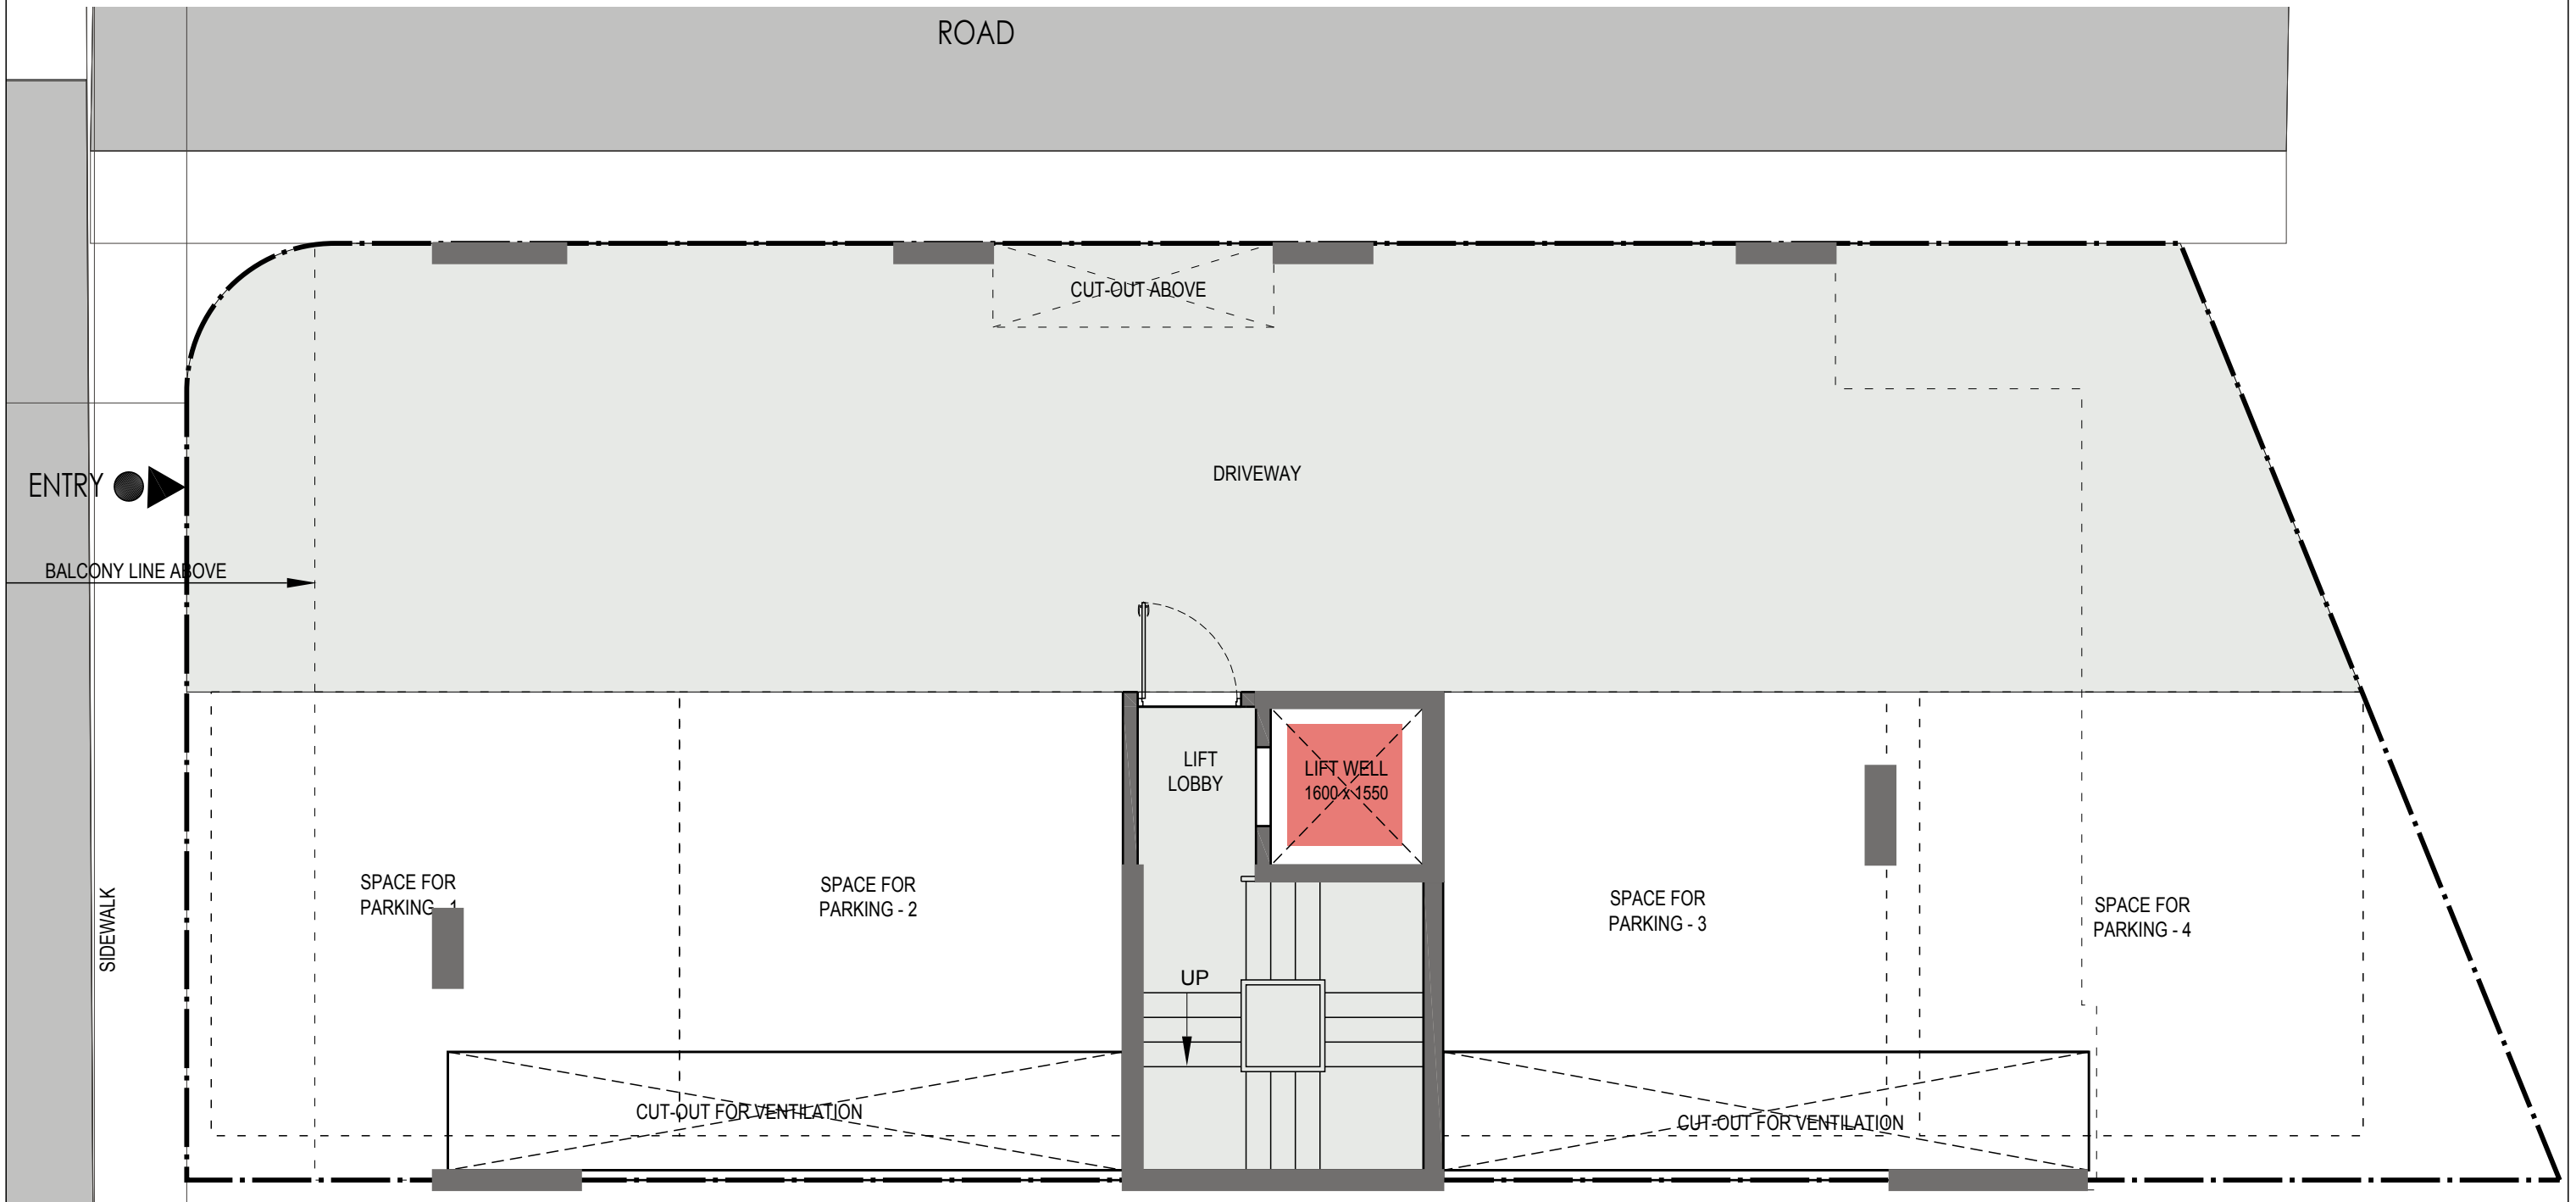 ROAD
CUT-OUT ABOVE
DRIVEWAY
ENTRY
BALCONY LINE ABOVE
LIFT
LOBBY
LIFT WELL
1600 x 1550
SPACE FOR
PARKING - 1
SPACE FOR
PARKING - 2
SPACE FOR
PARKING - 3
SPACE FOR
PARKING - 4
SIDEWALK
UP
CUT-OUT FOR VENTILATION
CUT-OUT FOR VENTILATION